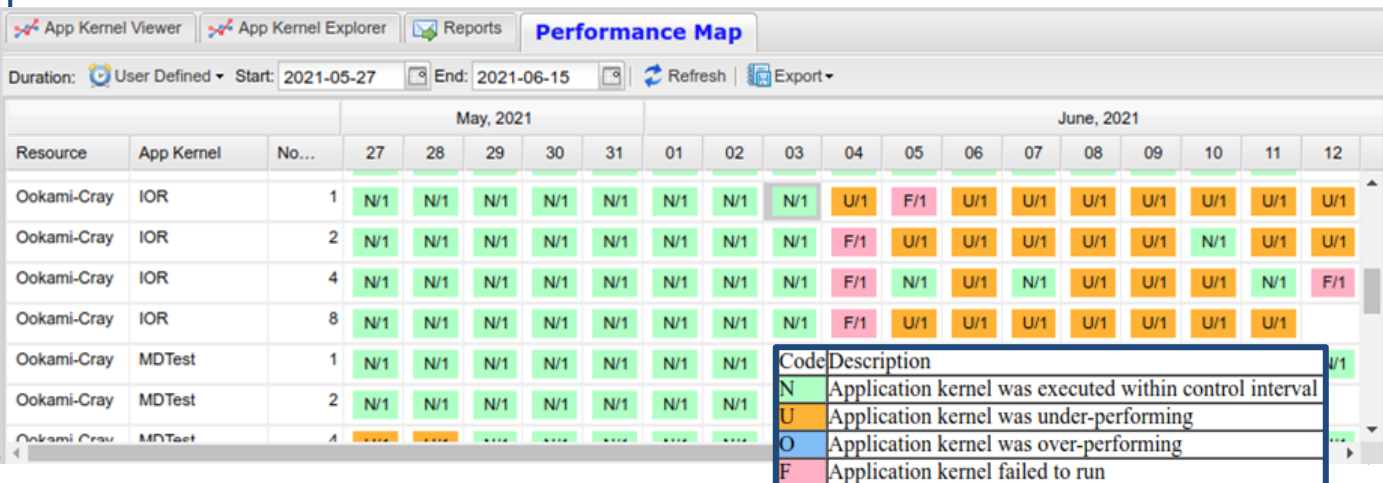 App Kernel Viewer App Kernel Explorer Reports Performance Map
Duration: User Defined Start: 2021-05-27 End: 2021-06-15 Refresh Export
May, 2021 June, 2021
Resource App Kernel No... 27 28 29 30 31 01 02 03 04 05 06 07 08 09 10 11 12
Ookami-Cray IOR 1 N/1 N/1 N/1 N/1 N/1 N/1 N/1 N/1 U/1 F/1 U/1 U/1 U/1 U/1 U/1 U/1 U/1
Ookami-Cray IOR 2 N/1 N/1 N/1 N/1 N/1 N/1 N/1 N/1 F/1 U/1 U/1 U/1 U/1 U/1 N/1 U/1 U/1
Ookami-Cray IOR 4 N/1 N/1 N/1 N/1 N/1 N/1 N/1 N/1 F/1 N/1 U/1 N/1 U/1 U/1 U/1 N/1 F/1
Ookami-Cray IOR 8 N/1 N/1 N/1 N/1 N/1 N/1 N/1 N/1 F/1 U/1 U/1 U/1 U/1 U/1 U/1 U/1
Ookami-Cray MDTest 1 N/1 N/1 N/1 N/1 N/1 N/1 N/1
Ookami-Cray MDTest 2 N/1 N/1 N/1 N/1 N/1 N/1 N/1
Ookami-Cray MDTest 4
Code Description
N Application kernel was executed within control interval
U Application kernel was under-performing
O Application kernel was over-performing
F Application kernel failed to run